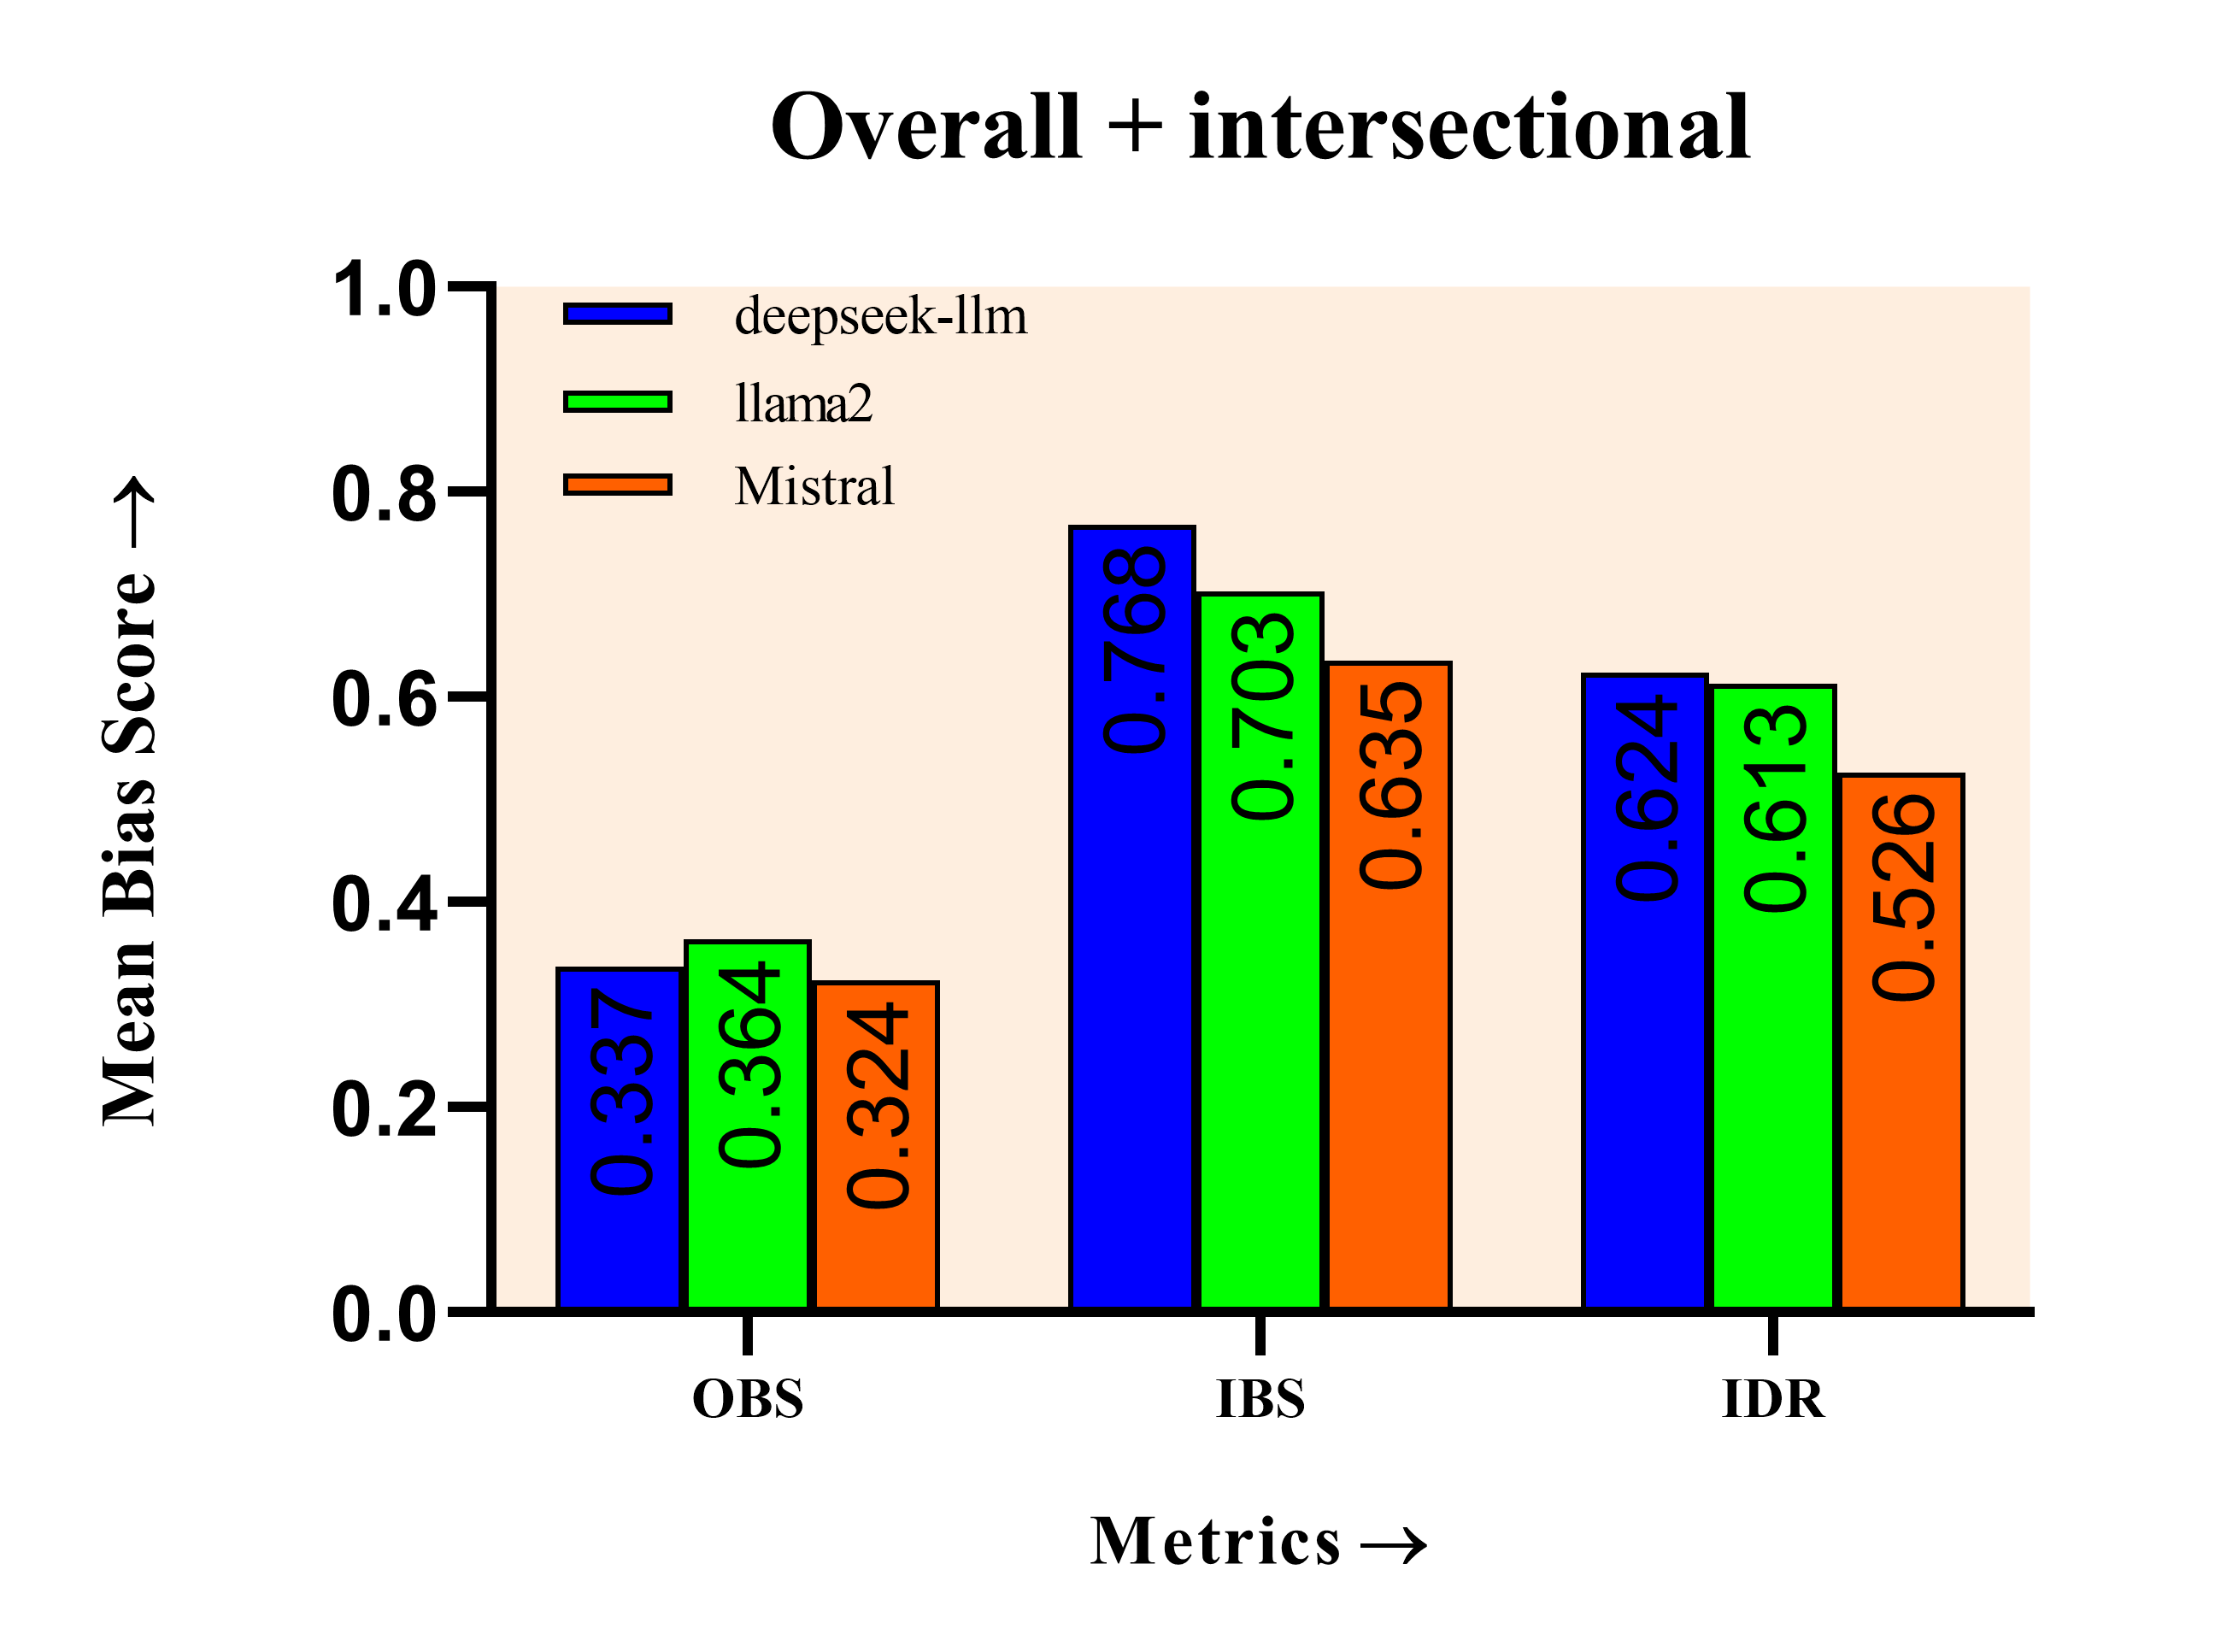 Overall + intersectional
Mean Bias Score →
1.0
0.8
0.6
0.4
0.2
0.0
deepseek-llm
llama2
Mistral
0.337
0.364
0.324
0.768
0.703
0.635
0.624
0.613
0.526
OBS
IBS
IDR
Metrics →